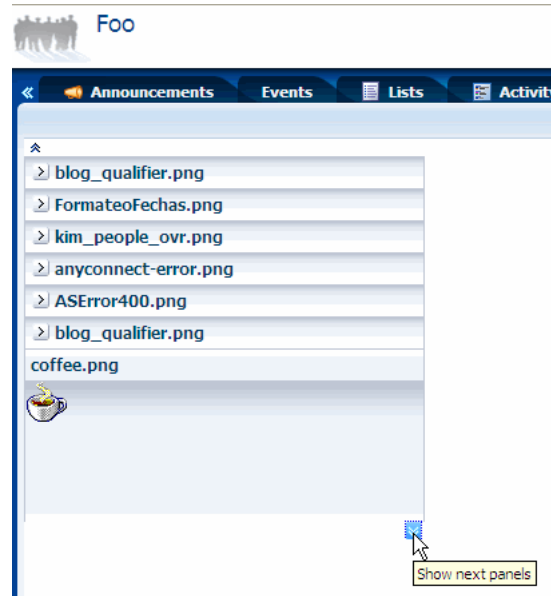 Foo
Announcements Events Lists Activit
blog_qualifier.png
FormateoFechas.png
kim_people_ovr.png
anyconnect-error.png
ASError400.png
blog_qualifier.png
coffee.png
Show next panels